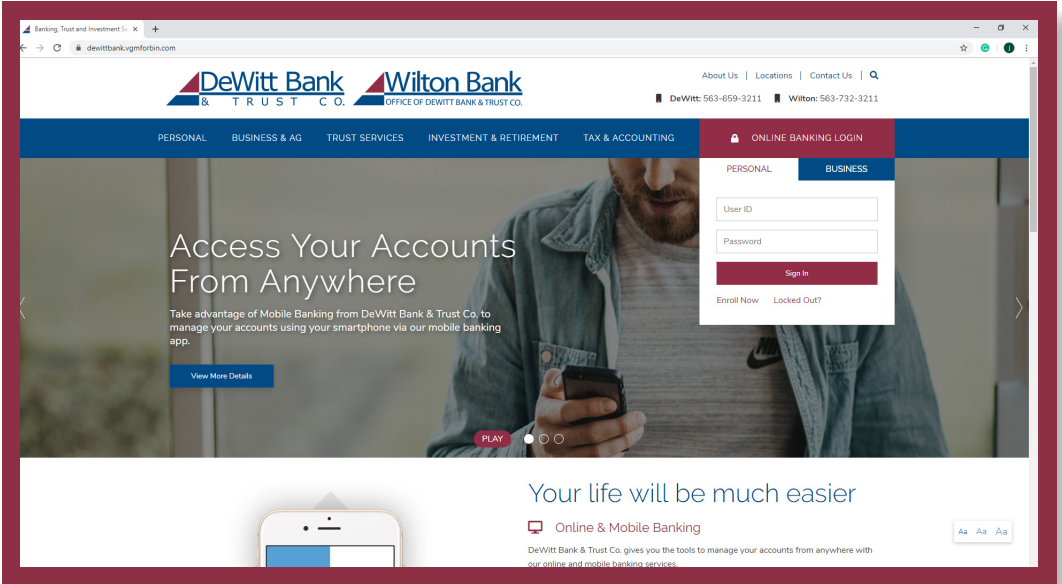 Banking, Trust and Investment Se
dewittbank.vgmforbin.com
J
DeWitt Bank
& TRUST CO.
Wilton Bank
OFFICE OF DEWITT BANK & TRUST CO.
About Us | Locations | Contact Us |
DeWitt: 563-659-3211 Wilton: 563-732-3211
PERSONAL BUSINESS & AG TRUST SERVICES INVESTMENT & RETIREMENT TAX & ACCOUNTING ONLINE BANKING LOGIN
PERSONAL BUSINESS
User ID
Password
Sign In
Enroll Now Locked Out?
Access Your Accounts
From Anywhere
Take advantage of Mobile Banking from DeWitt Bank & Trust Co. to
manage your accounts using your smartphone via our mobile banking
app.
View More Details
PLAY
Your life will be much easier
Online & Mobile Banking
DeWitt Bank & Trust Co. gives you the tools to manage your accounts from anywhere with
our online and mobile banking services.
Aa Aa Aa